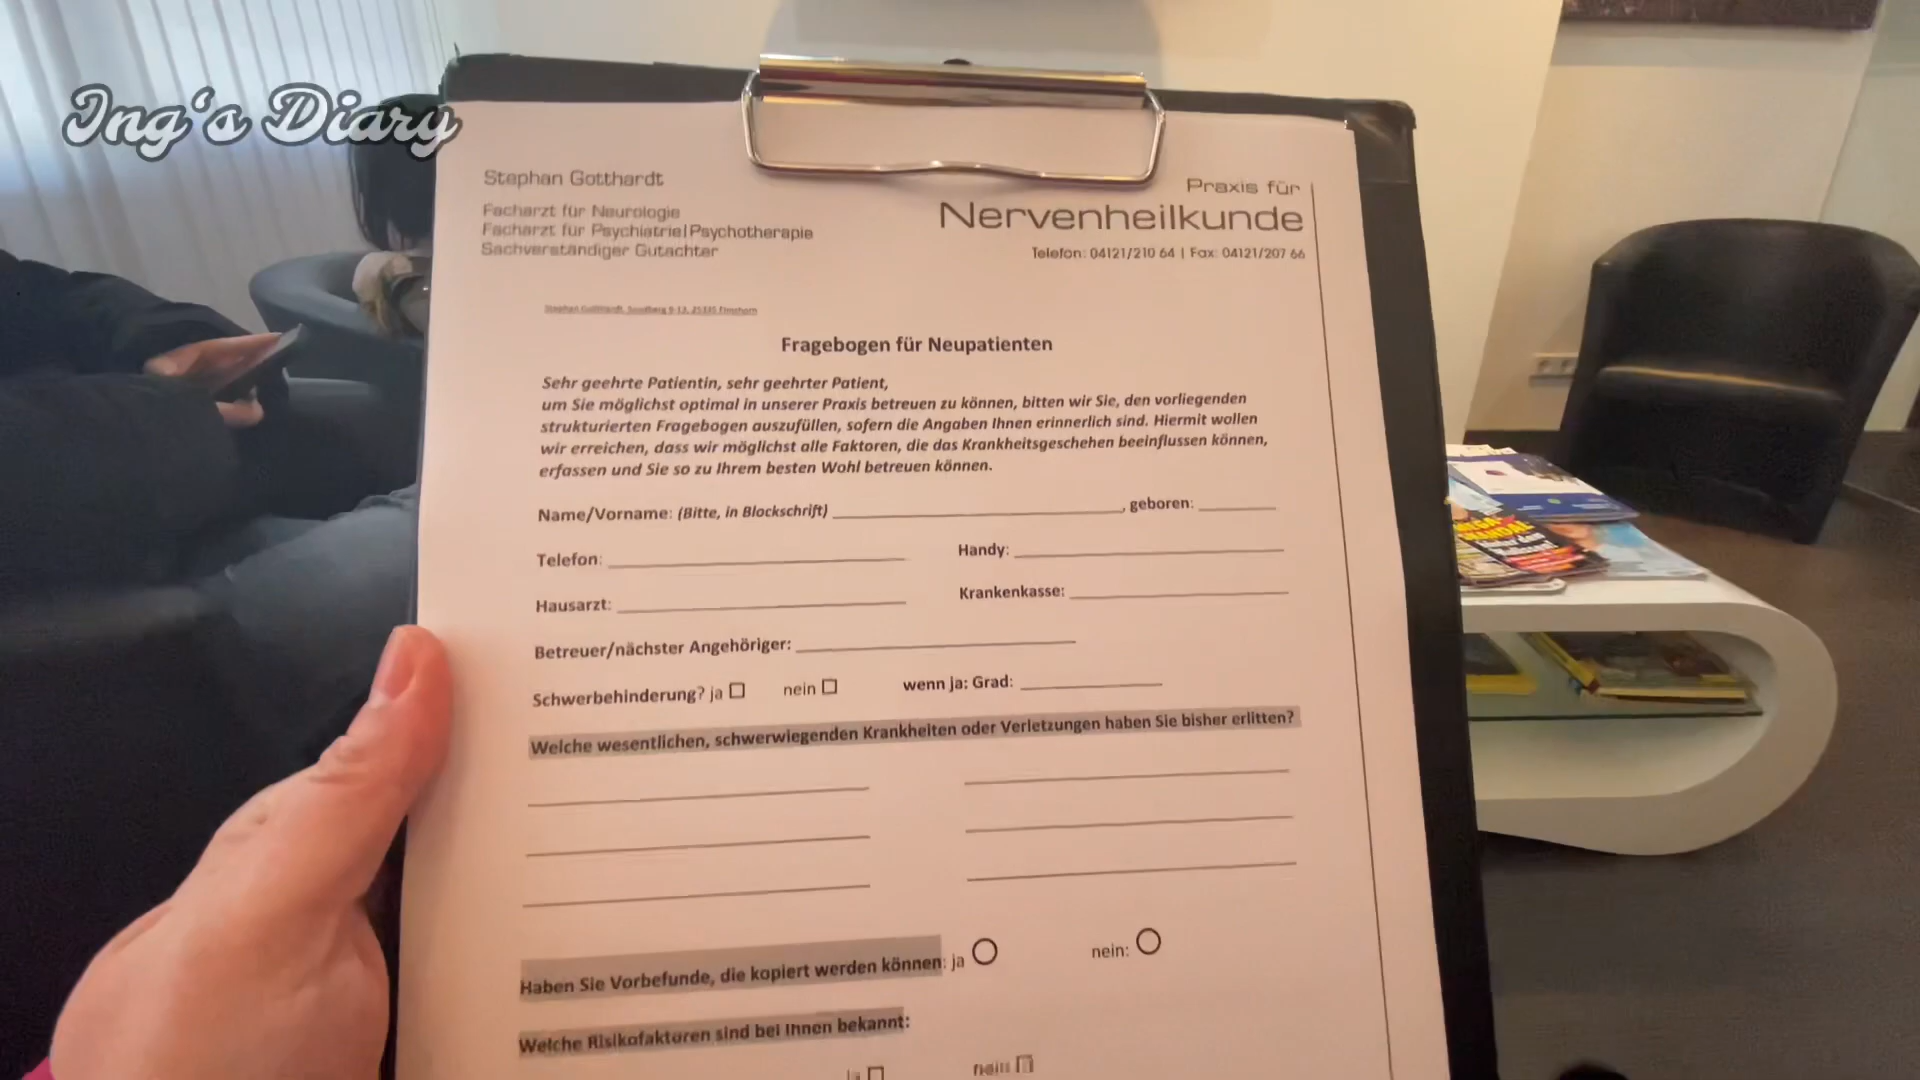 Ing's Diary
Stephan Gotthardt
Facharzt für Neurologie
Facharzt für Psychiatrie|Psychotherapie
Sachverständiger Gutachter
Praxis für
Nervenheilkunde
Telefon: 04121/210 64 | Fax: 04121/207 66
Stephan Gotthardt, 9-13, 25335 Elmshorn
Fragebogen für Neupatienten
Sehr geehrte Patientin, sehr geehrter Patient,
um Sie möglichst optimal in unserer Praxis betreuen zu können, bitten wir Sie, den vorliegenden
strukturierten Fragebogen auszufüllen, sofern die Angaben Ihnen erinnerlich sind. Hiermit wollen
wir erreichen, dass wir möglichst alle Faktoren, die das Krankheitsgeschehen beeinflussen können,
erfassen und Sie so zu Ihrem besten Wohl betreuen können.
Name/Vorname: (Bitte, in Blockschrift) , geboren:
Telefon: Handy:
Hausarzt: Krankenkasse:
Betreuer/nächster Angehöriger:
Schwerbehinderung? ja nein wenn ja: Grad:
Welche wesentlichen, schwerwiegenden Krankheiten oder Verletzungen haben Sie bisher erlitten?
Haben Sie Vorbefunde, die kopiert werden können: ja nein:
Welche Risikofaktoren sind bei Ihnen bekannt:
ja nein